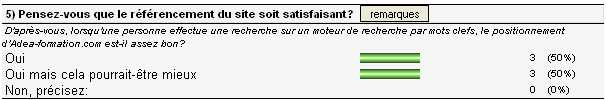 5) Pensez-vous que le référencement du site soit satisfaisant? remarques
D'après-vous, lorsqu'une personne effectue une recherche sur un moteur de recherche par mots clefs, le positionnement
d'Adea-formation.com est-il assez bon?
Oui 3 (50%)
Oui mais cela pourrait-être mieux 3 (50%)
Non, précisez: 0 (0%)